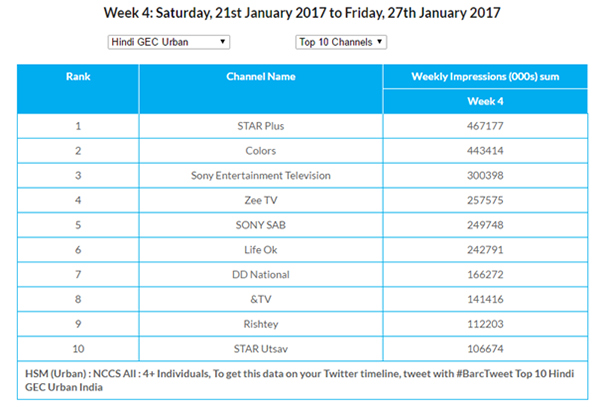 Week 4: Saturday, 21st January 2017 to Friday, 27th January 2017
Hindi GEC Urban Top 10 Channels
Rank Channel Name Weekly Impressions (000s) sum
Week 4
1 STAR Plus 467177
2 Colors 443414
3 Sony Entertainment Television 300398
4 Zee TV 257575
5 SONY SAB 249748
6 Life Ok 242791
7 DD National 166272
8 &TV 141416
9 Rishtey 112203
10 STAR Utsav 106674
HSM (Urban) : NCCS All : 4+ Individuals, To get this data on your Twitter timeline, tweet with #BarcTweet Top 10 Hindi
GEC Urban India